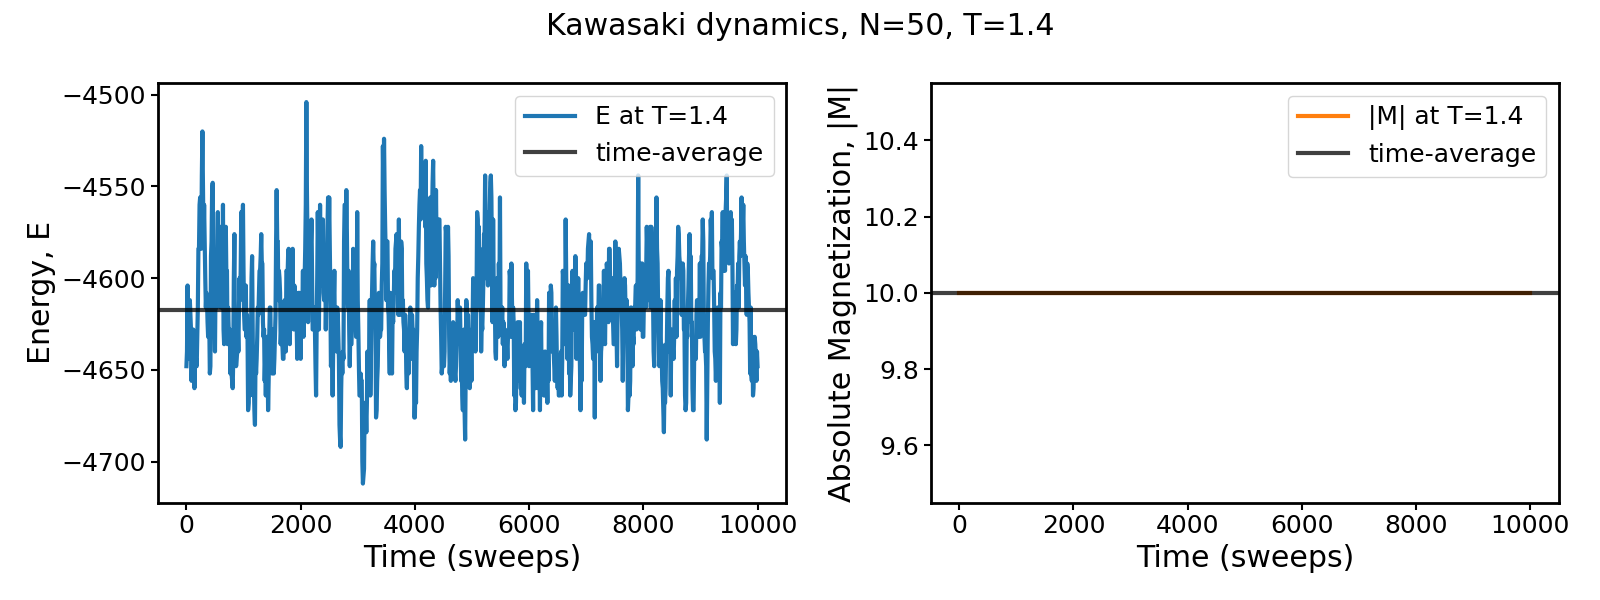 Kawasaki dynamics, N=50, T=1.4
Energy, E
−4500
−4550
−4600
−4650
−4700
E at T=1.4
time-average
0
2000
4000
6000
8000
10000
Time (sweeps)
Absolute Magnetization, |M|
10.4
10.2
10.0
9.8
9.6
|M| at T=1.4
time-average
0
2000
4000
6000
8000
10000
Time (sweeps)